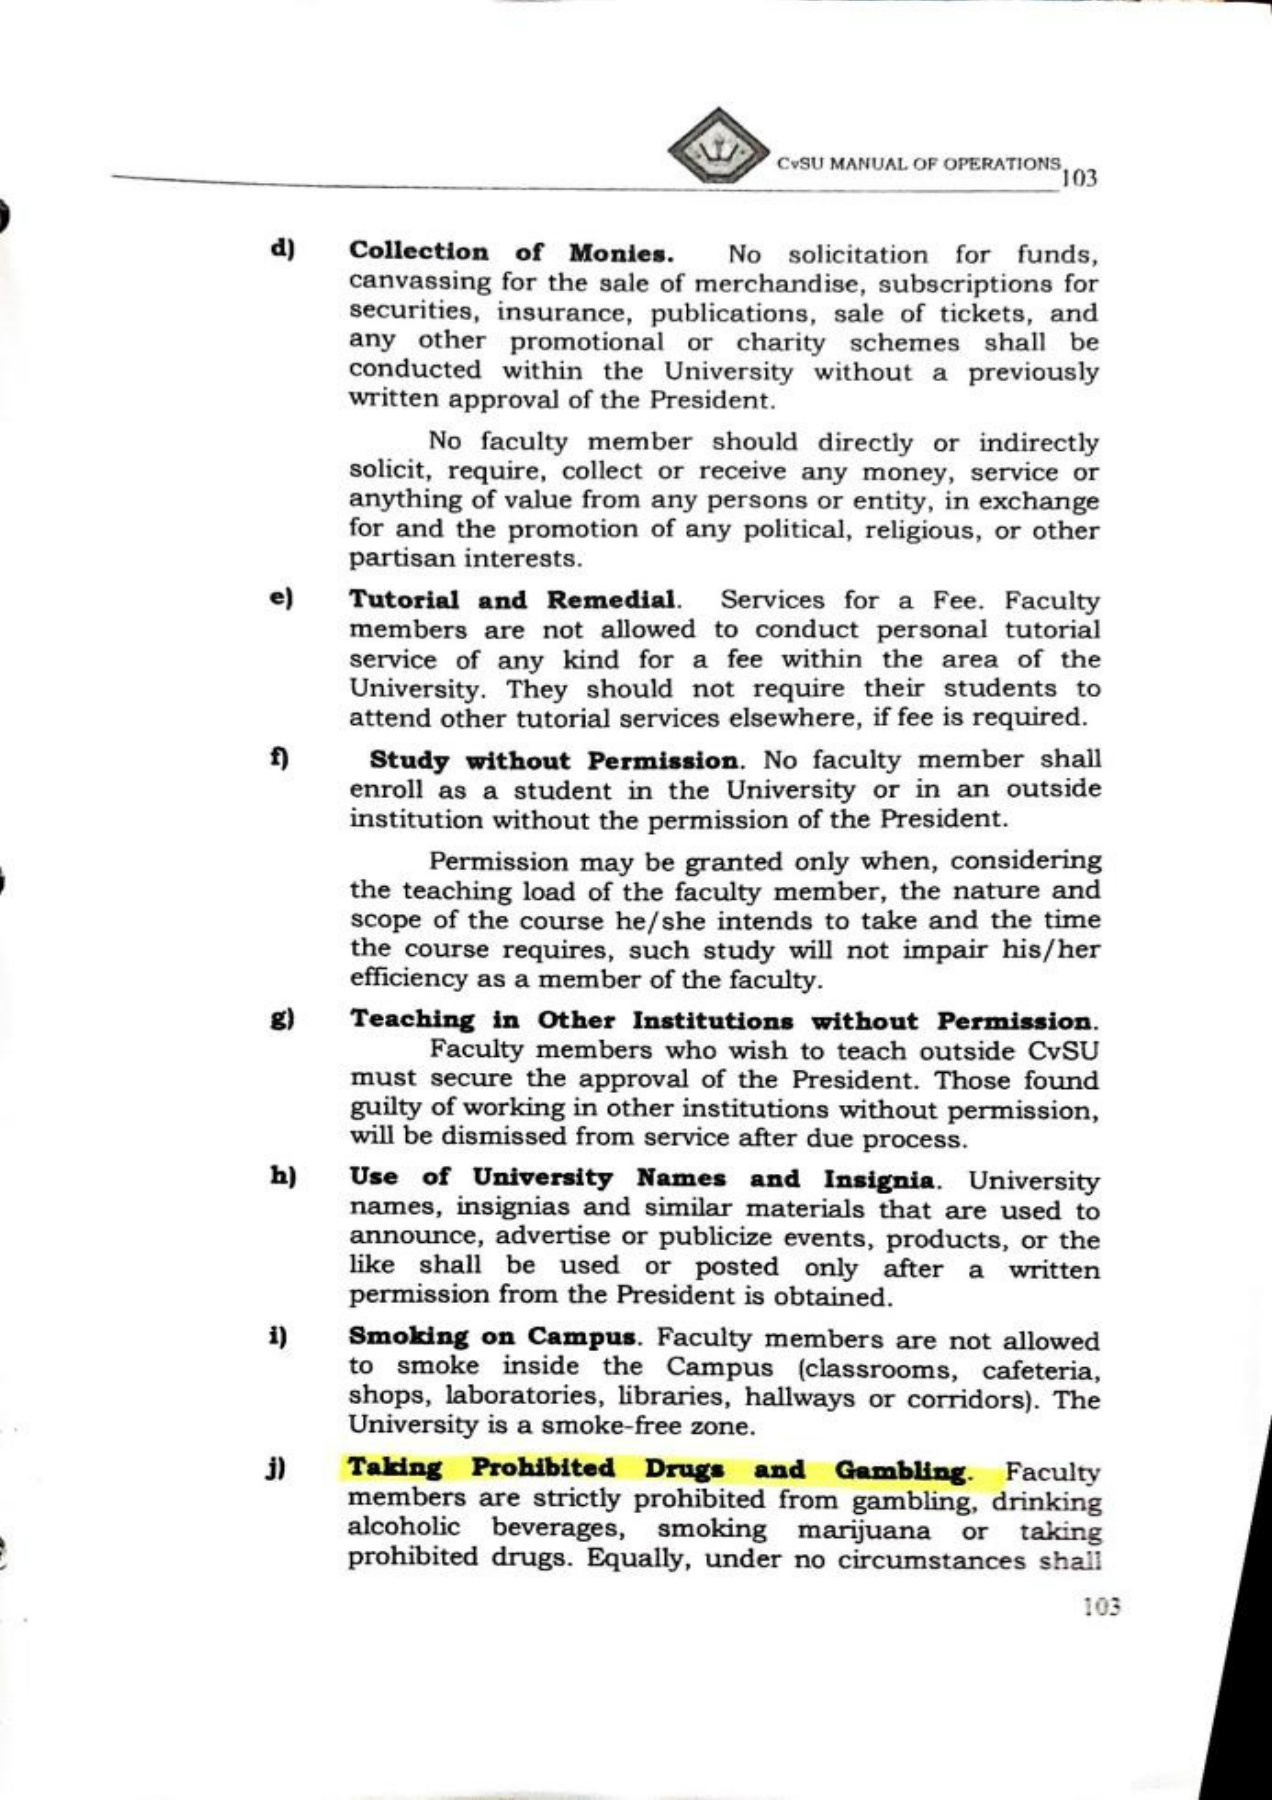 CvSU MANUAL OF OPERATIONS
103
d) Collection of Monies. No solicitation for funds,
canvassing for the sale of merchandise, subscriptions for
securities, insurance, publications, sale of tickets, and
any other promotional or charity schemes shall be
conducted within the University without a previously
written approval of the President.
No faculty member should directly or indirectly
solicit, require, collect or receive any money, service or
anything of value from any persons or entity, in exchange
for and the promotion of any political, religious, or other
partisan interests.
e) Tutorial and Remedial. Services for a Fee. Faculty
members are not allowed to conduct personal tutorial
service of any kind for a fee within the area of the
University. They should not require their students to
attend other tutorial services elsewhere, if fee is required.
f) Study without Permission. No faculty member shall
enroll as a student in the University or in an outside
institution without the permission of the President.
Permission may be granted only when, considering
the teaching load of the faculty member, the nature and
scope of the course he/she intends to take and the time
the course requires, such study will not impair his/her
efficiency as a member of the faculty.
g) Teaching in Other Institutions without Permission.
Faculty members who wish to teach outside CvSU
must secure the approval of the President. Those found
guilty of working in other institutions without permission,
will be dismissed from service after due process.
h) Use of University Names and Insignia. University
names, insignias and similar materials that are used to
announce, advertise or publicize events, products, or the
like shall be used or posted only after a written
permission from the President is obtained.
i) Smoking on Campus. Faculty members are not allowed
to smoke inside the Campus (classrooms, cafeteria,
shops, laboratories, libraries, hallways or corridors). The
University is a smoke-free zone.
j) Taking Prohibited Drugs and Gambling. Faculty
members are strictly prohibited from gambling, drinking
alcoholic beverages, smoking marijuana or taking
prohibited drugs. Equally, under no circumstances shall
103